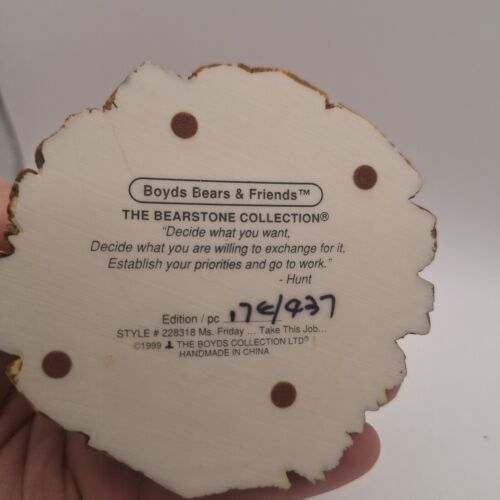 Boyds Bears & Friends™
THE BEARSTONE COLLECTION®
"Decide what you want,
Decide what you are willing to exchange for it,
Establish your priorities and go to work."
- Hunt
Edition / pc
STYLE # 228318 Ms. Friday ... Take This Job...
©1999 THE BOYDS COLLECTION LTD®
HANDMADE IN CHINA